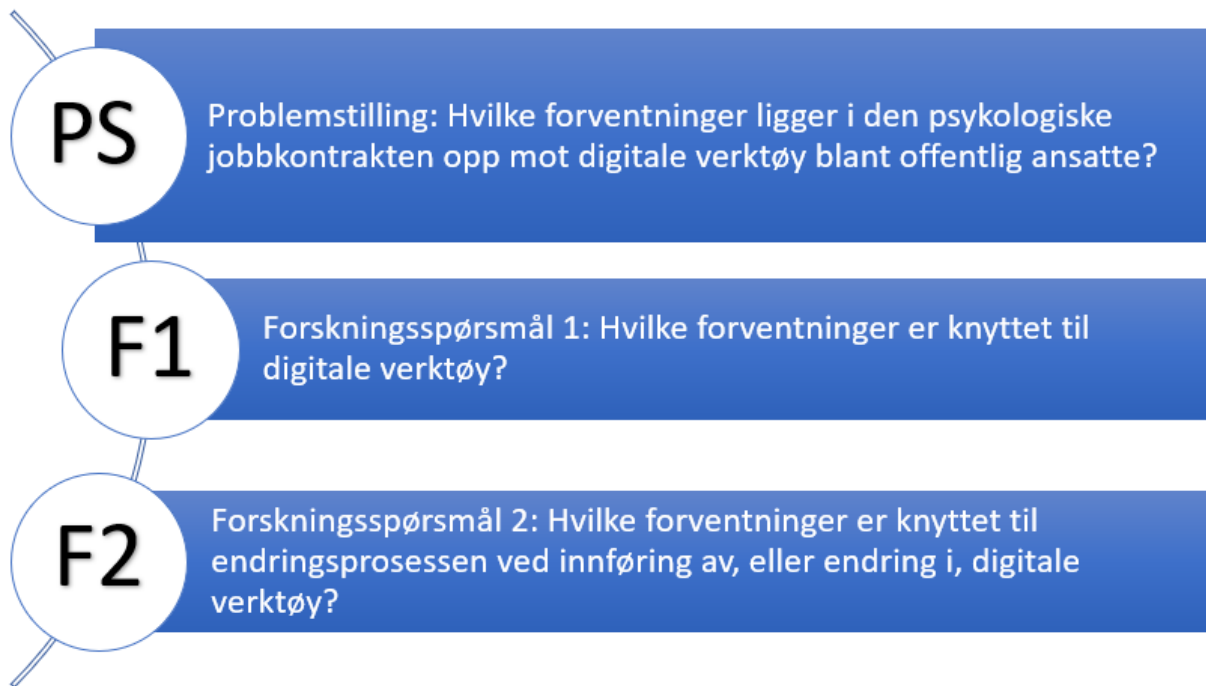 PS
Problemstilling: Hvilke forventninger ligger i den psykologiske
jobbkontrakten opp mot digitale verktøy blant offentlig ansatte?
F1
Forskningsspørsmål 1: Hvilke forventninger er knyttet til
digitale verktøy?
F2
Forskningsspørsmål 2: Hvilke forventninger er knyttet til
endringsprosessen ved innføring av, eller endring i, digitale
verktøy?